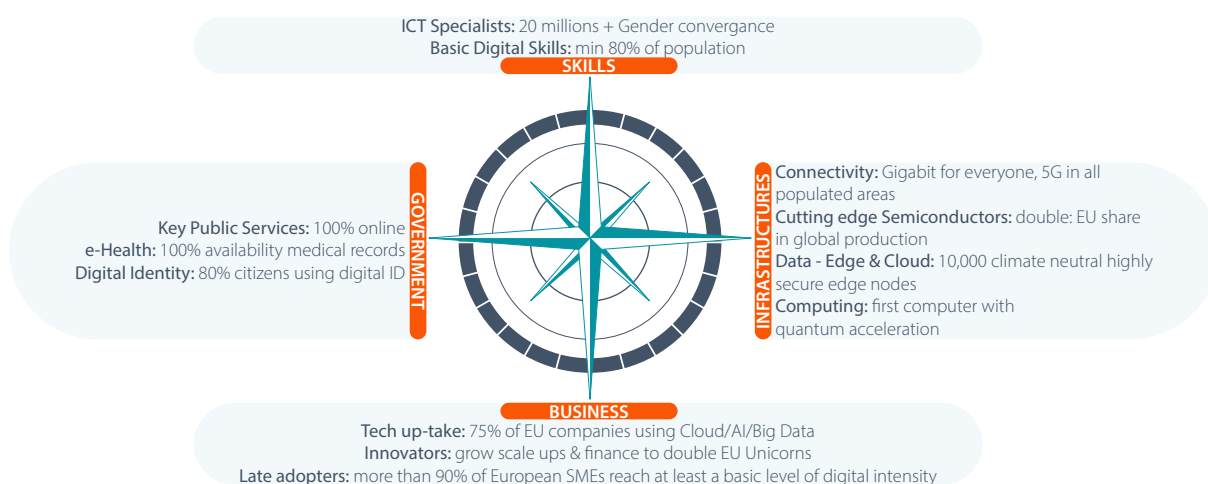 ICT Specialists: 20 millions + Gender convergance
Basic Digital Skills: min 80% of population
SKILLS
GOVERNMENT
Key Public Services: 100% online
e-Health: 100% availability medical records
Digital Identity: 80% citizens using digital ID
INFRASTRUCTURES
Connectivity: Gigabit for everyone, 5G in all
populated areas
Cutting edge Semiconductors: double: EU share
in global production
Data - Edge & Cloud: 10,000 climate neutral highly
secure edge nodes
Computing: first computer with
quantum acceleration
BUSINESS
Tech up-take: 75% of EU companies using Cloud/AI/Big Data
Innovators: grow scale ups & finance to double EU Unicorns
Late adopters: more than 90% of European SMEs reach at least a basic level of digital intensity